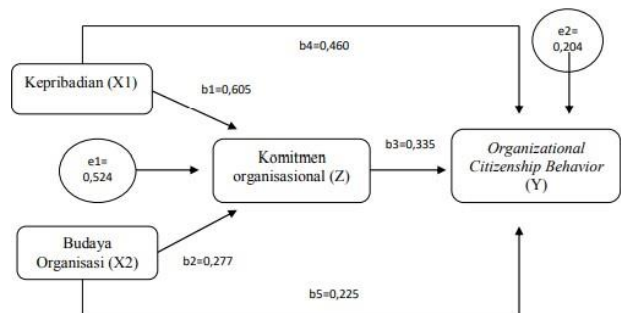 b4=0,460
e2=
0,204
Kepribadian (X1)
b1=0,605
e1=
0,524
Komitmen
organisasional (Z)
b3=0,335
Organizational
Citizenship Behavior
(Y)
Budaya
Organisasi (X2)
b2=0,277
b5=0,225